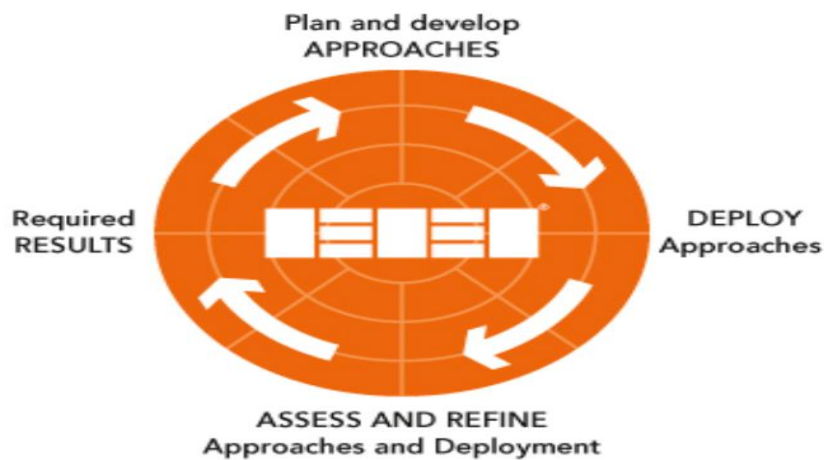 Plan and develop
APPROACHES
Required
RESULTS
DEPLOY
Approaches
®
ASSESS AND REFINE
Approaches and Deployment